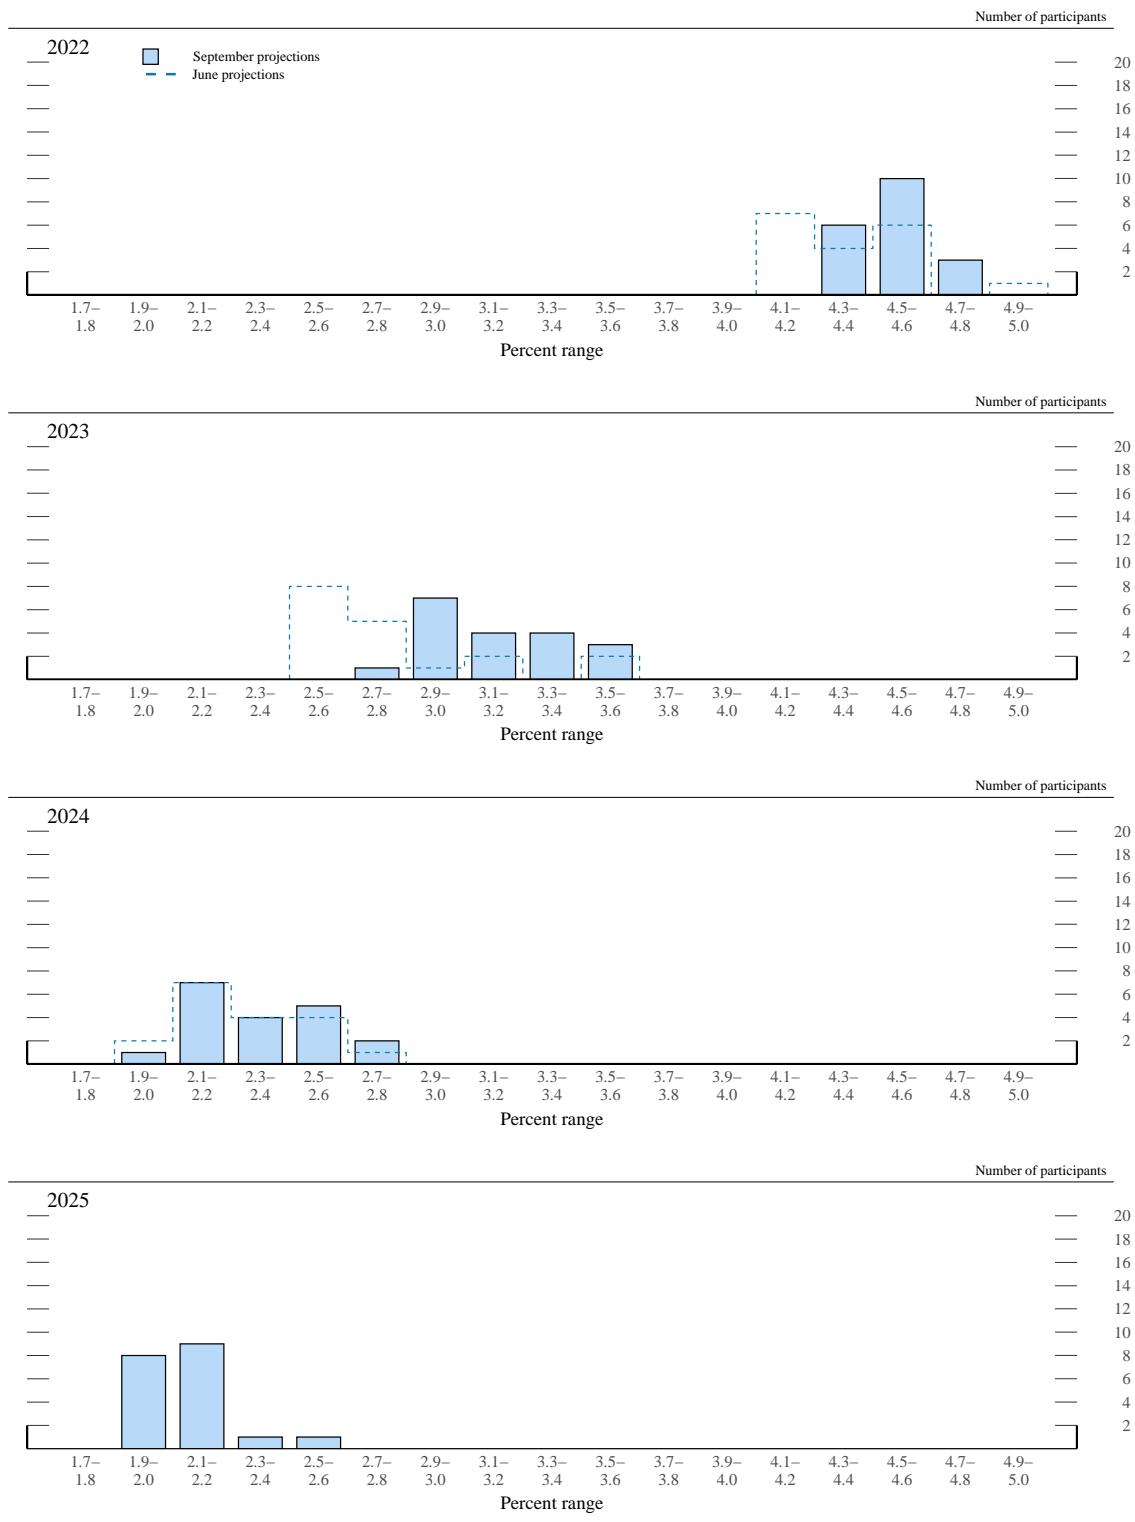 Number of participants
2022
September projections
June projections
20
18
16
14
12
10
8
6
4
2
1.7– 1.9– 2.1– 2.3– 2.5– 2.7– 2.9– 3.1– 3.3– 3.5– 3.7– 3.9– 4.1– 4.3– 4.5– 4.7– 4.9–
1.8 2.0 2.2 2.4 2.6 2.8 3.0 3.2 3.4 3.6 3.8 4.0 4.2 4.4 4.6 4.8 5.0
Percent range
Number of participants
2023
20
18
16
14
12
10
8
6
4
2
1.7– 1.9– 2.1– 2.3– 2.5– 2.7– 2.9– 3.1– 3.3– 3.5– 3.7– 3.9– 4.1– 4.3– 4.5– 4.7– 4.9–
1.8 2.0 2.2 2.4 2.6 2.8 3.0 3.2 3.4 3.6 3.8 4.0 4.2 4.4 4.6 4.8 5.0
Percent range
Number of participants
2024
20
18
16
14
12
10
8
6
4
2
1.7– 1.9– 2.1– 2.3– 2.5– 2.7– 2.9– 3.1– 3.3– 3.5– 3.7– 3.9– 4.1– 4.3– 4.5– 4.7– 4.9–
1.8 2.0 2.2 2.4 2.6 2.8 3.0 3.2 3.4 3.6 3.8 4.0 4.2 4.4 4.6 4.8 5.0
Percent range
Number of participants
2025
20
18
16
14
12
10
8
6
4
2
1.7– 1.9– 2.1– 2.3– 2.5– 2.7– 2.9– 3.1– 3.3– 3.5– 3.7– 3.9– 4.1– 4.3– 4.5– 4.7– 4.9–
1.8 2.0 2.2 2.4 2.6 2.8 3.0 3.2 3.4 3.6 3.8 4.0 4.2 4.4 4.6 4.8 5.0
Percent range